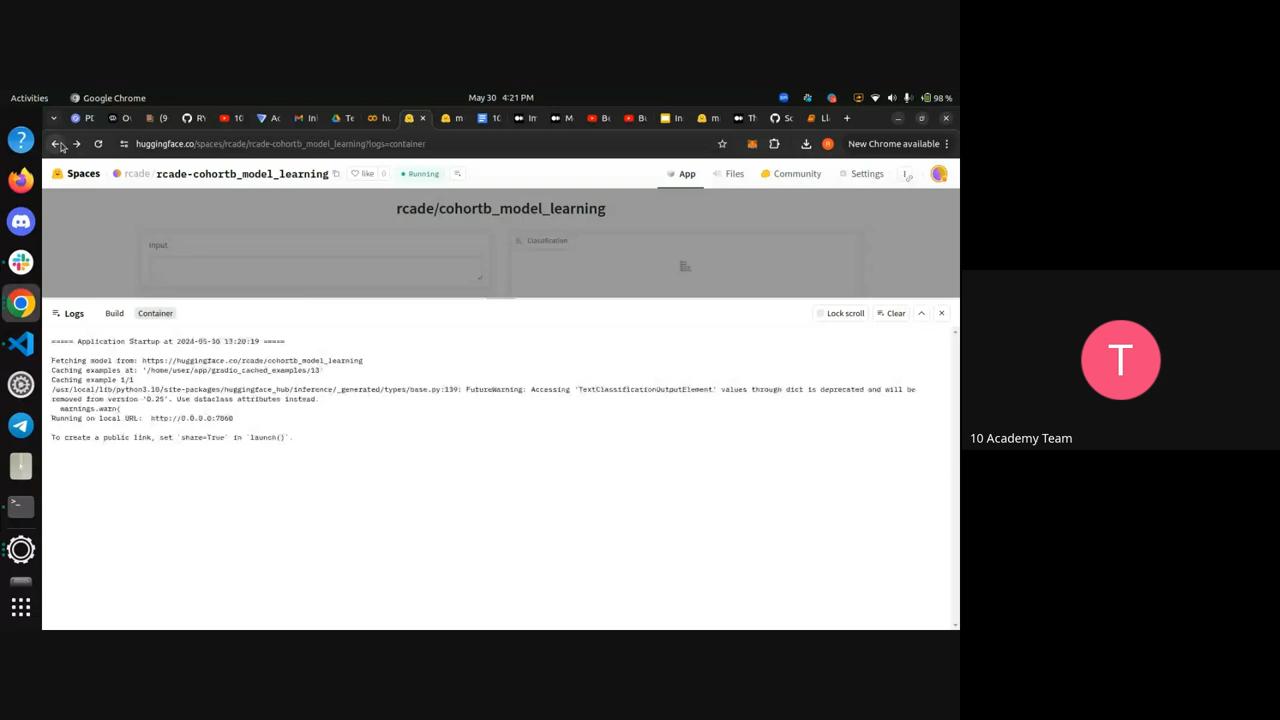 Activities
Google Chrome
May 30 4:21 PM
98 %
huggingface.co/spaces/rcade/rcade-cohortb_model_learning?logs=container
New Chrome available
Spaces
rcade / rcade-cohortb_model_learning
like 0
Running
App
Files
Community
Settings
rcade/cohortb_model_learning
Input
Classification
Logs
Build
Container
Lock scroll
Clear
===== Application Startup at 2024-05-30 13:20:19 =====
Fetching model from: https://huggingface.co/rcade/cohortb_model_learning
Caching examples at: '/home/user/app/gradio_cached_examples/13'
Caching example 1/1
/usr/local/lib/python3.10/site-packages/huggingface_hub/inference/_generated/types/base.py:139: FutureWarning: Accessing 'TextClassificationOutputElement' values through dict is deprecated and will be
removed from version '0.25'. Use dataclass attributes instead.
warnings.warn(
Running on local URL:  http://0.0.0.0:7860
To create a public link, set `share=True` in `launch()`.
T
10 Academy Team